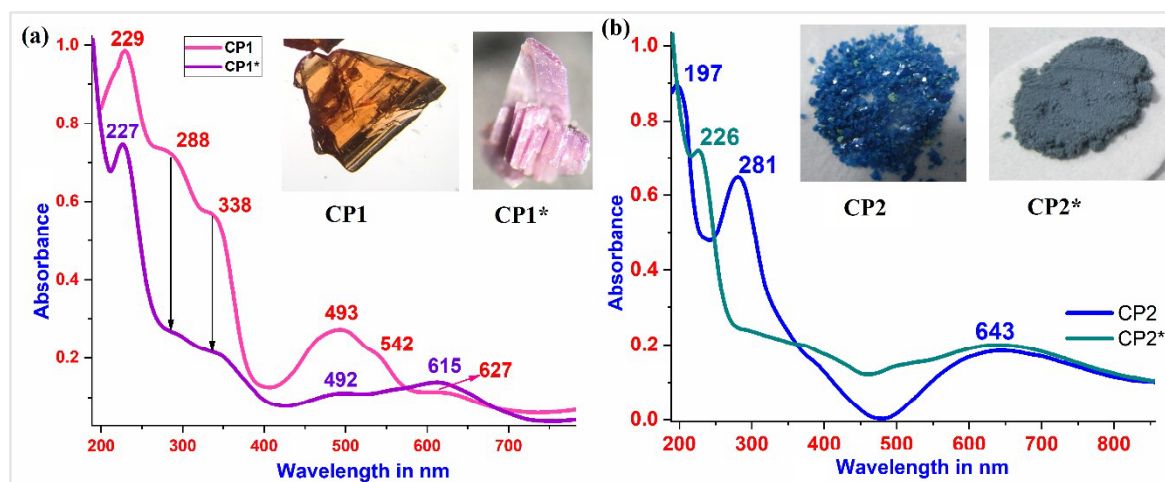 (a)
CP1
CP1*
229
227
288
338
493
542
492
615
627
CP1
CP1*
1.0
0.8
0.6
0.4
0.2
Absorbance
200
300
400
500
600
700
Wavelength in nm
(b)
197
226
281
643
CP2
CP2*
CP2
CP2*
1.0
0.8
0.6
0.4
0.2
0.0
Absorbance
200
300
400
500
600
700
800
Wavelength in nm